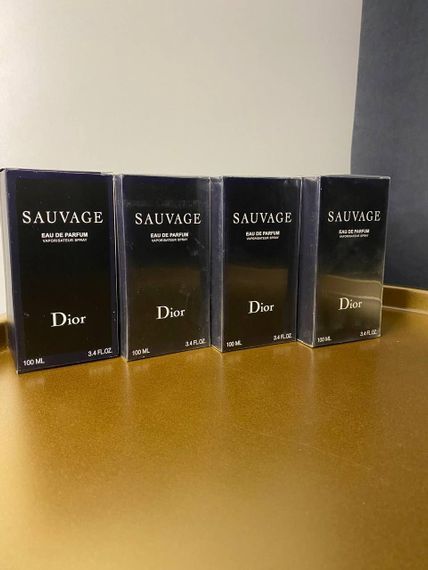 SAUVAGE
EAU DE PARFUM
VAPORISATEUR SPRAY
Dior
100 ML 3.4 FL.OZ.
SAUVAGE
EAU DE PARFUM
VAPORISATEUR SPRAY
Dior
100 ML 3.4 FL.OZ.
SAUVAGE
EAU DE PARFUM
VAPORISATEUR SPRAY
Dior
100 ML 3.4 FL.OZ.
SAUVAGE
EAU DE PARFUM
VAPORISATEUR SPRAY
Dior
100 ML 3.4 FL.OZ.